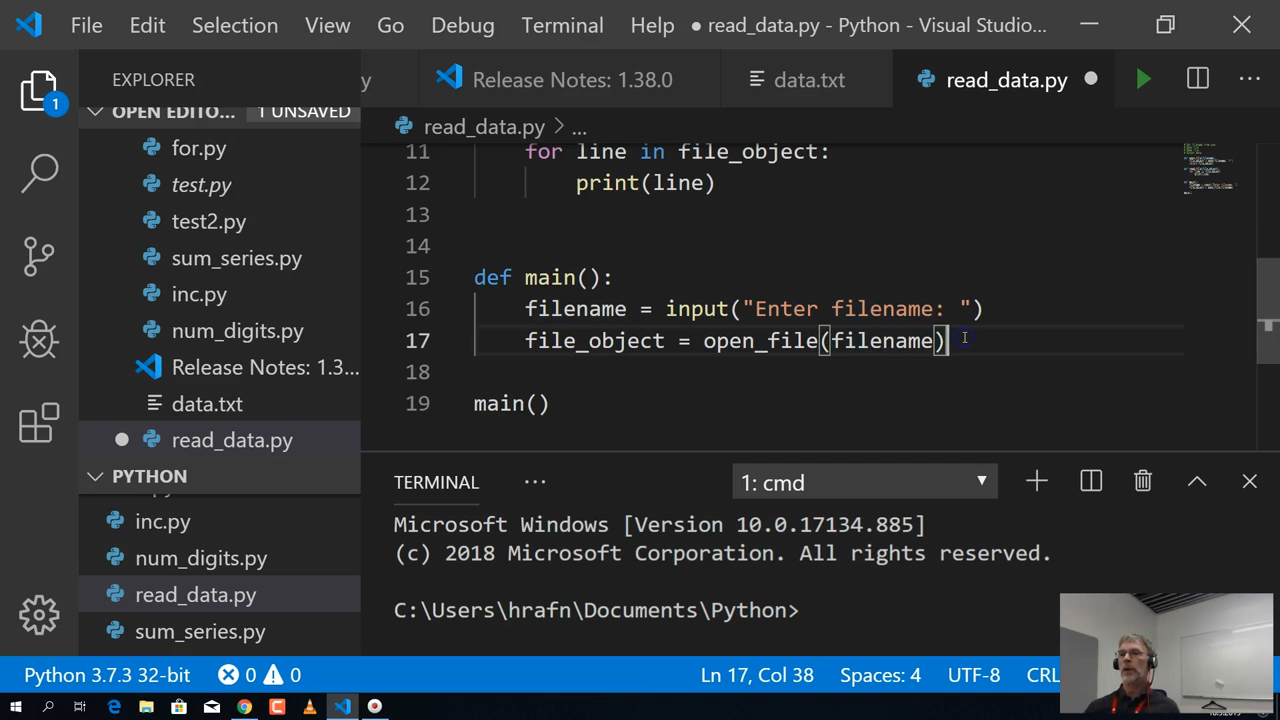 File Edit Selection View Go Debug Terminal Help ● read_data.py - Python - Visual Studio...
EXPLORER
y Release Notes: 1.38.0 data.txt read_data.py
OPEN EDITO... 1 UNSAVED
for.py
test.py
test2.py
sum_series.py
inc.py
num_digits.py
Release Notes: 1.3...
data.txt
read_data.py
PYTHON
inc.py
num_digits.py
read_data.py
sum_series.py
1
read_data.py > ...
11 for line in file_object:
12 print(line)
13
14
15 def main():
16 filename = input("Enter filename: ")
17 file_object = open_file(filename)
18
19 main()
TERMINAL ... 1: cmd
Microsoft Windows [Version 10.0.17134.885]
(c) 2018 Microsoft Corporation. All rights reserved.
C:\Users\hrafn\Documents\Python>
Python 3.7.3 32-bit 0 0 Ln 17, Col 38 Spaces: 4 UTF-8 CRL